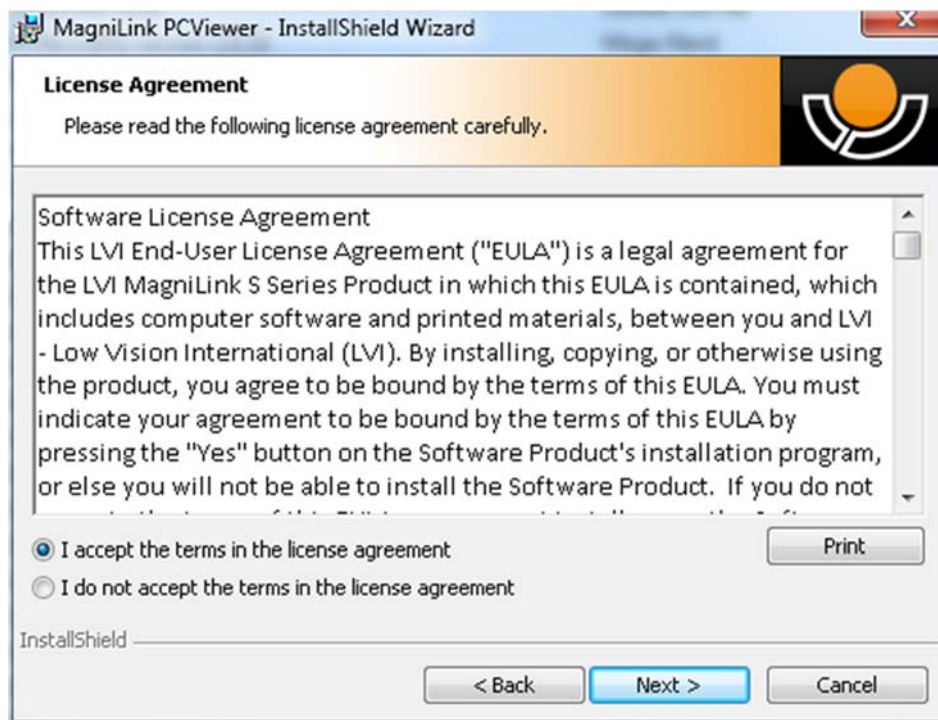 MagniLink PCViewer - InstallShield Wizard
License Agreement
Please read the following license agreement carefully.
Software License Agreement
This LVI End-User License Agreement ("EULA") is a legal agreement for
the LVI MagniLink S Series Product in which this EULA is contained, which
includes computer software and printed materials, between you and LVI
- Low Vision International (LVI). By installing, copying, or otherwise using
the product, you agree to be bound by the terms of this EULA. You must
indicate your agreement to be bound by the terms of this EULA by
pressing the "Yes" button on the Software Product's installation program,
or else you will not be able to install the Software Product.  If you do not
I accept the terms in the license agreement
Print
I do not accept the terms in the license agreement
InstallShield
< Back
Next >
Cancel